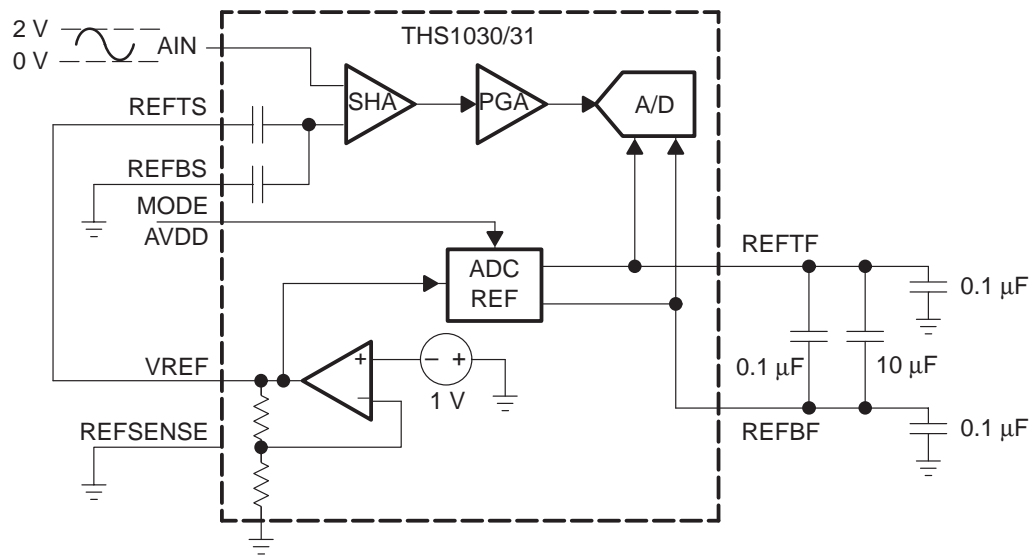 2 V
0 V
AIN
THS1030/31
SHA
PGA
A/D
REFTS
REFBS
MODE
AVDD
ADC
REF
REFTF
0.1 μF
0.1 μF
10 μF
VREF
+
−
− +
1 V
REFSENSE
REFBF
0.1 μF